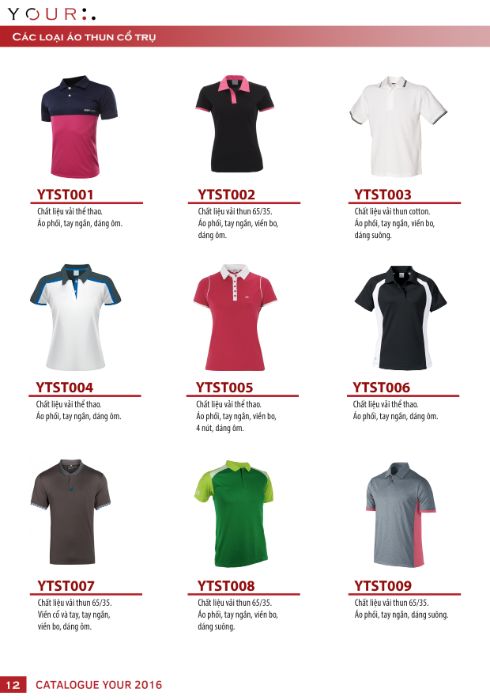 YOUR
CÁC LOẠI ÁO THUN CỔ TRỤ
YTST001
Chất liệu vải thể thao.
Áo phối, tay ngắn, dáng ôm.
YTST002
Chất liệu vải thun 65/35.
Áo phối, tay ngắn, viền bo,
dáng ôm.
YTST003
Chất liệu vải thun cotton.
Áo phối, tay ngắn, viền bo,
dáng suông.
YTST004
Chất liệu vải thể thao.
Áo phối, tay ngắn, dáng ôm.
YTST005
Chất liệu vải thể thao.
Áo phối, tay ngắn, viền bo,
4 nút, dáng ôm.
YTST006
Chất liệu vải thể thao.
Áo phối, tay ngắn, dáng ôm.
YTST007
Chất liệu vải thun 65/35.
Viền cổ và tay, tay ngắn,
viền bo, dáng ôm.
YTST008
Chất liệu vải thun 65/35.
Áo phối, tay ngắn, viền bo,
dáng suông.
YTST009
Chất liệu vải thun 65/35.
Áo phối, tay ngắn, dáng suông.
12 CATALOGUE YOUR 2016